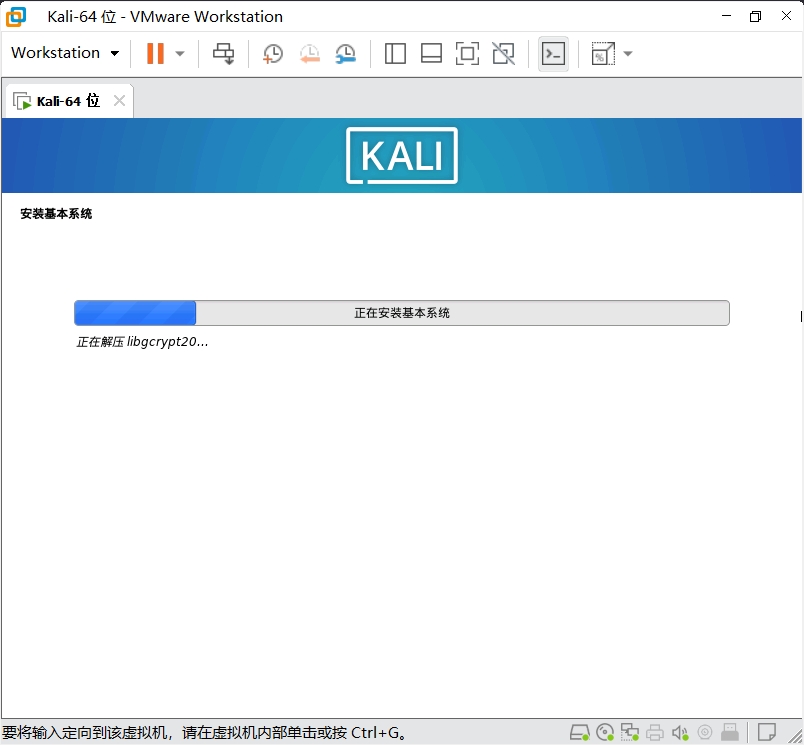 Kali-64 位 - VMware Workstation
Workstation
Kali-64 位
KALI
安装基本系统
正在安装基本系统
正在解压 libgcrypt20...
要将输入定向到该虚拟机，请在虚拟机内部单击或按 Ctrl+G。